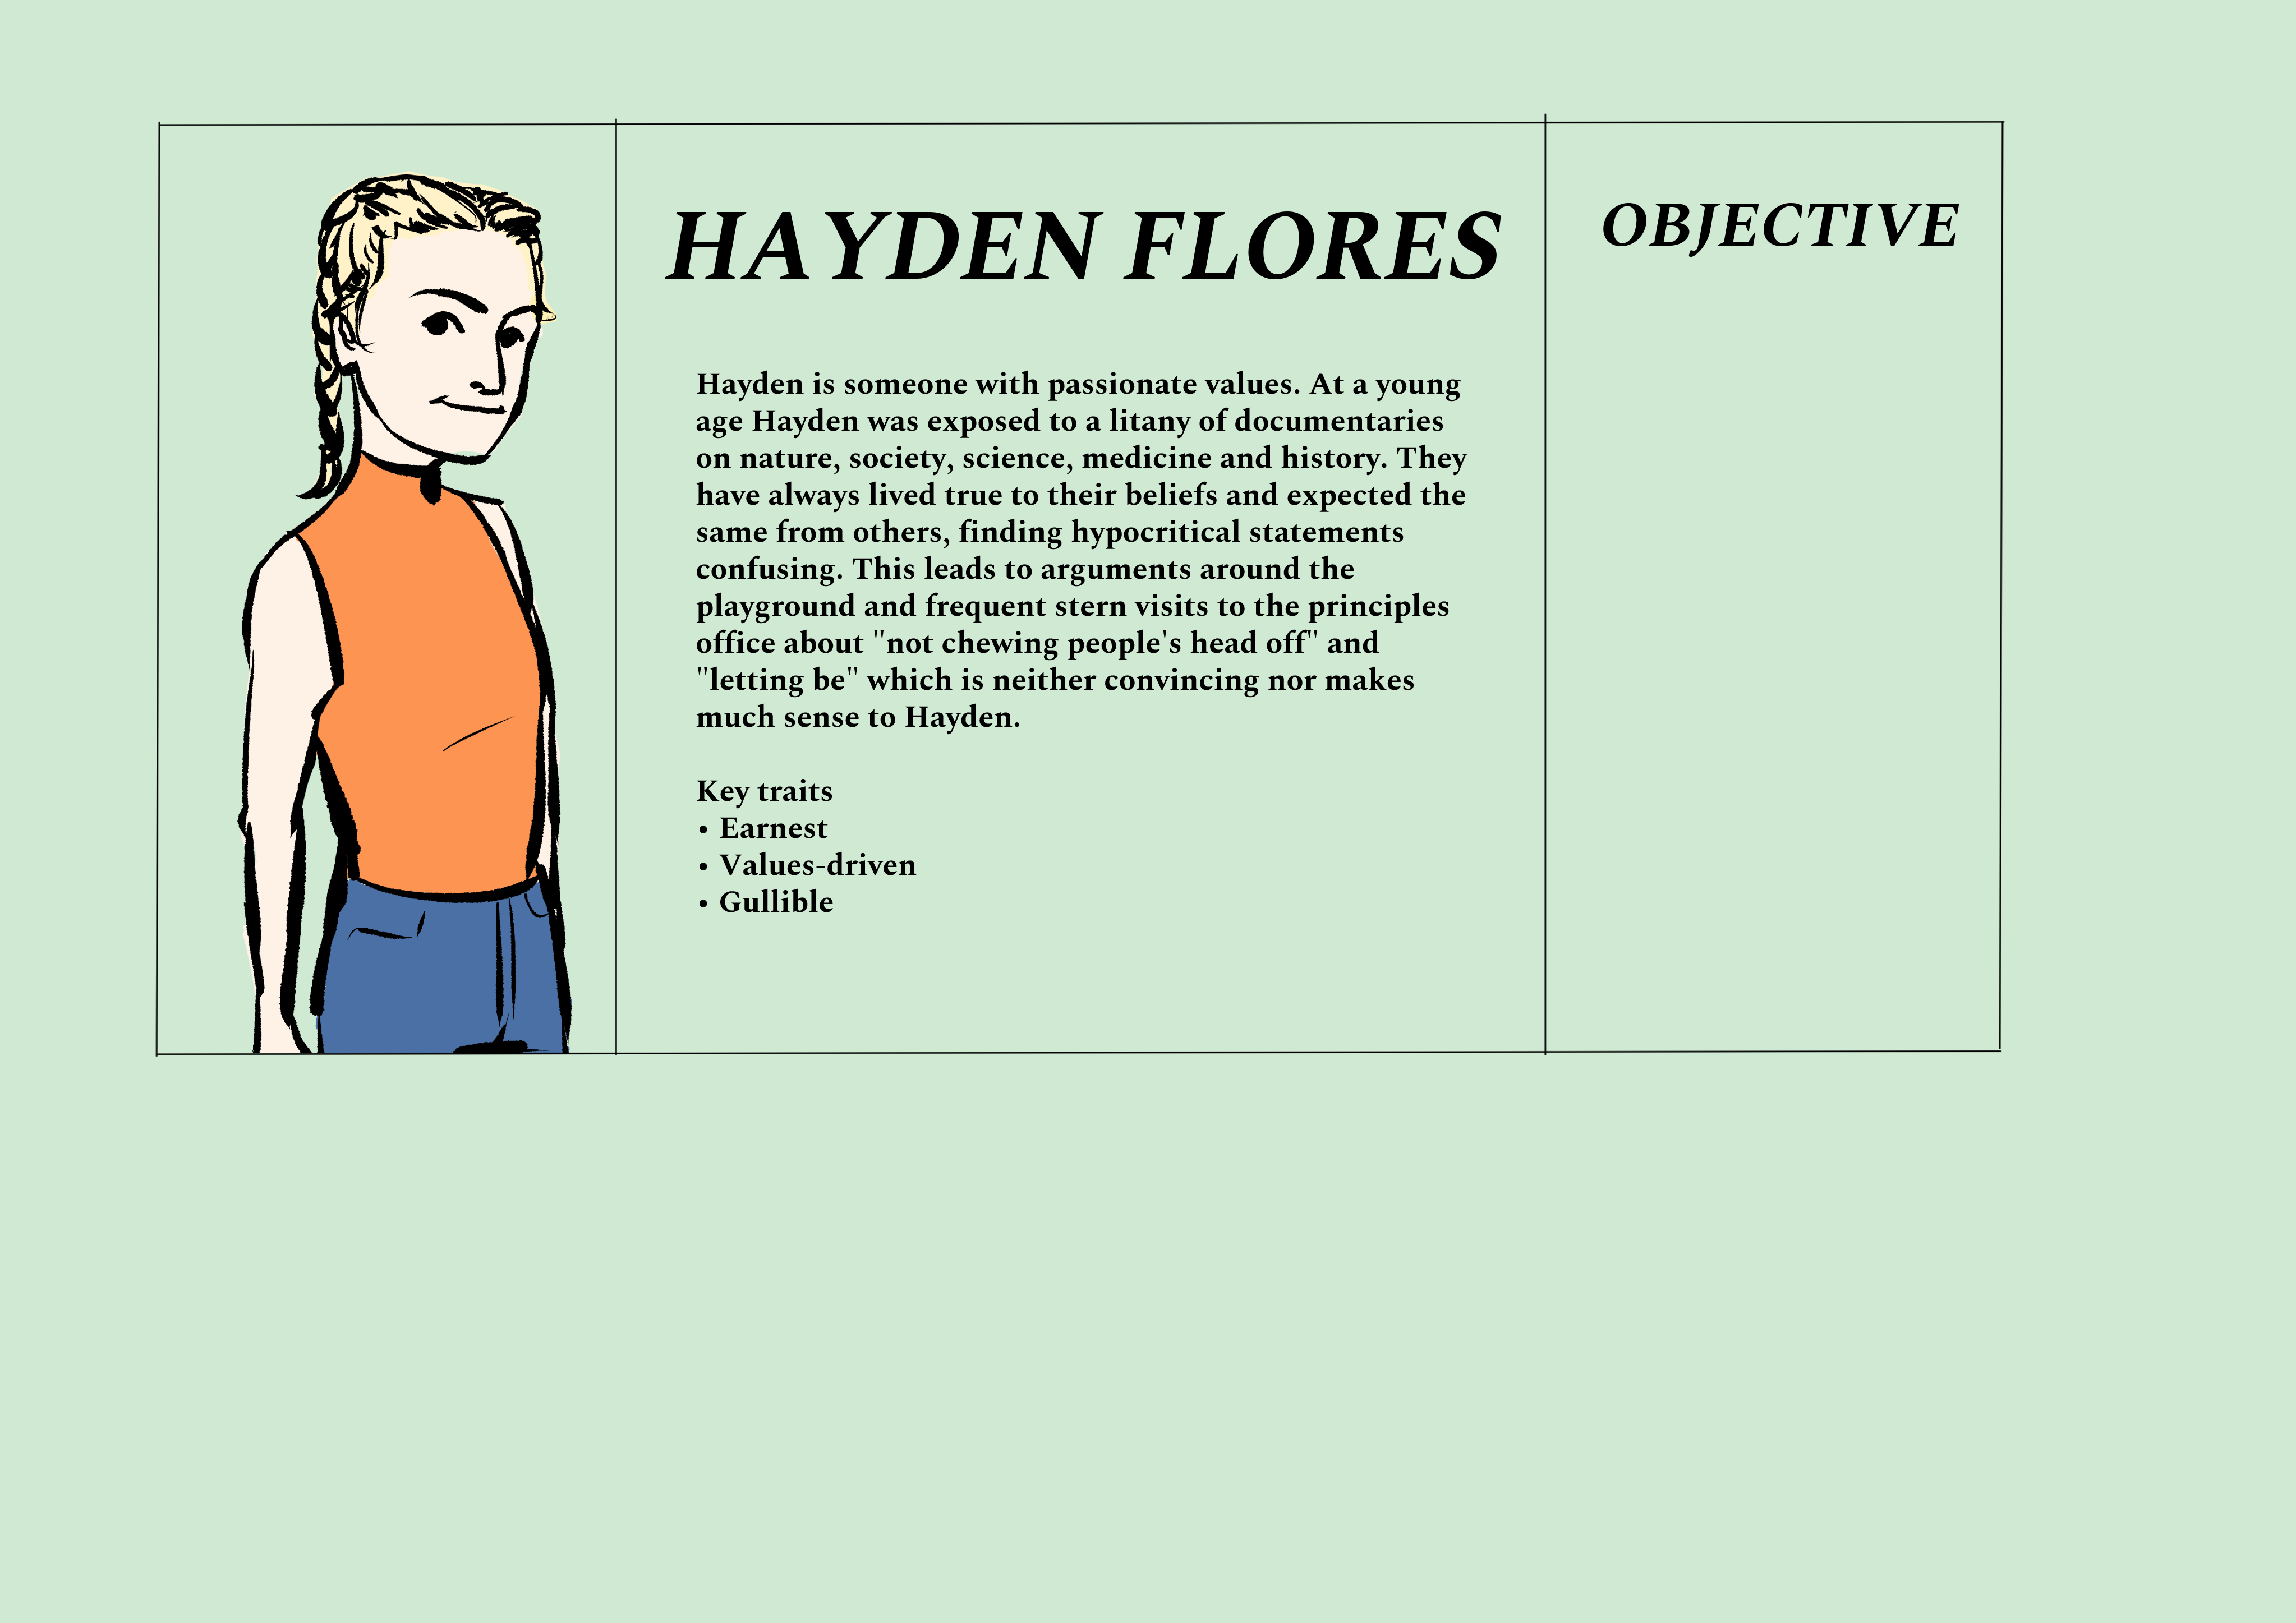 HAYDEN FLORES
Hayden is someone with passionate values. At a young
age Hayden was exposed to a litany of documentaries
on nature, society, science, medicine and history. They
have always lived true to their beliefs and expected the
same from others, finding hypocritical statements
confusing. This leads to arguments around the
playground and frequent stern visits to the principles
office about "not chewing people's head off" and
"letting be" which is neither convincing nor makes
much sense to Hayden.
Key traits
• Earnest
• Values-driven
• Gullible
OBJECTIVE